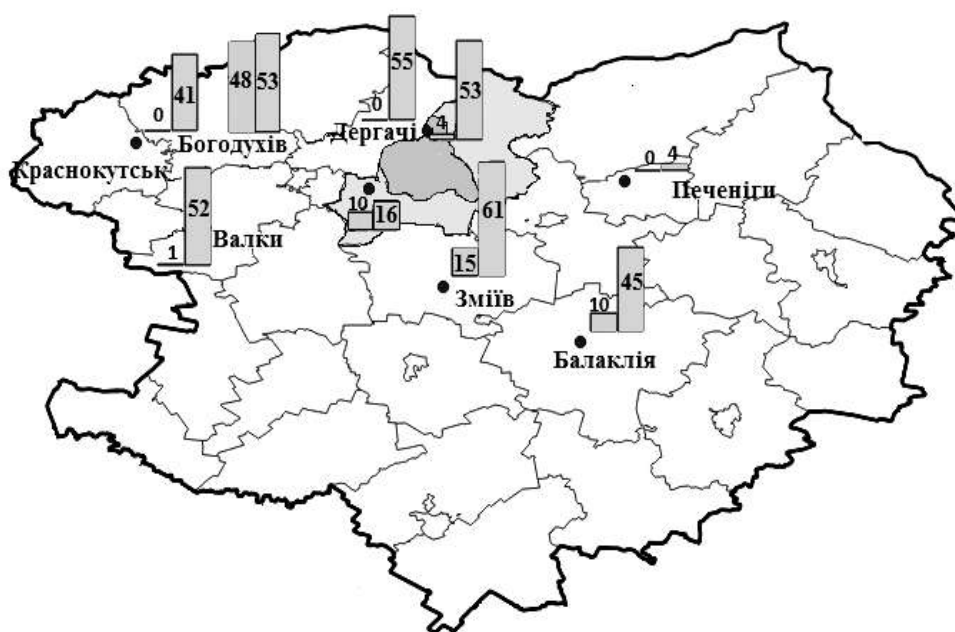 55
0
53
4
48
53
41
0
Дергачі
Богодухів
Краснокутськ
0
4
Печеніги
52
1
Валки
10
16
61
15
Зміїв
45
10
Балаклія